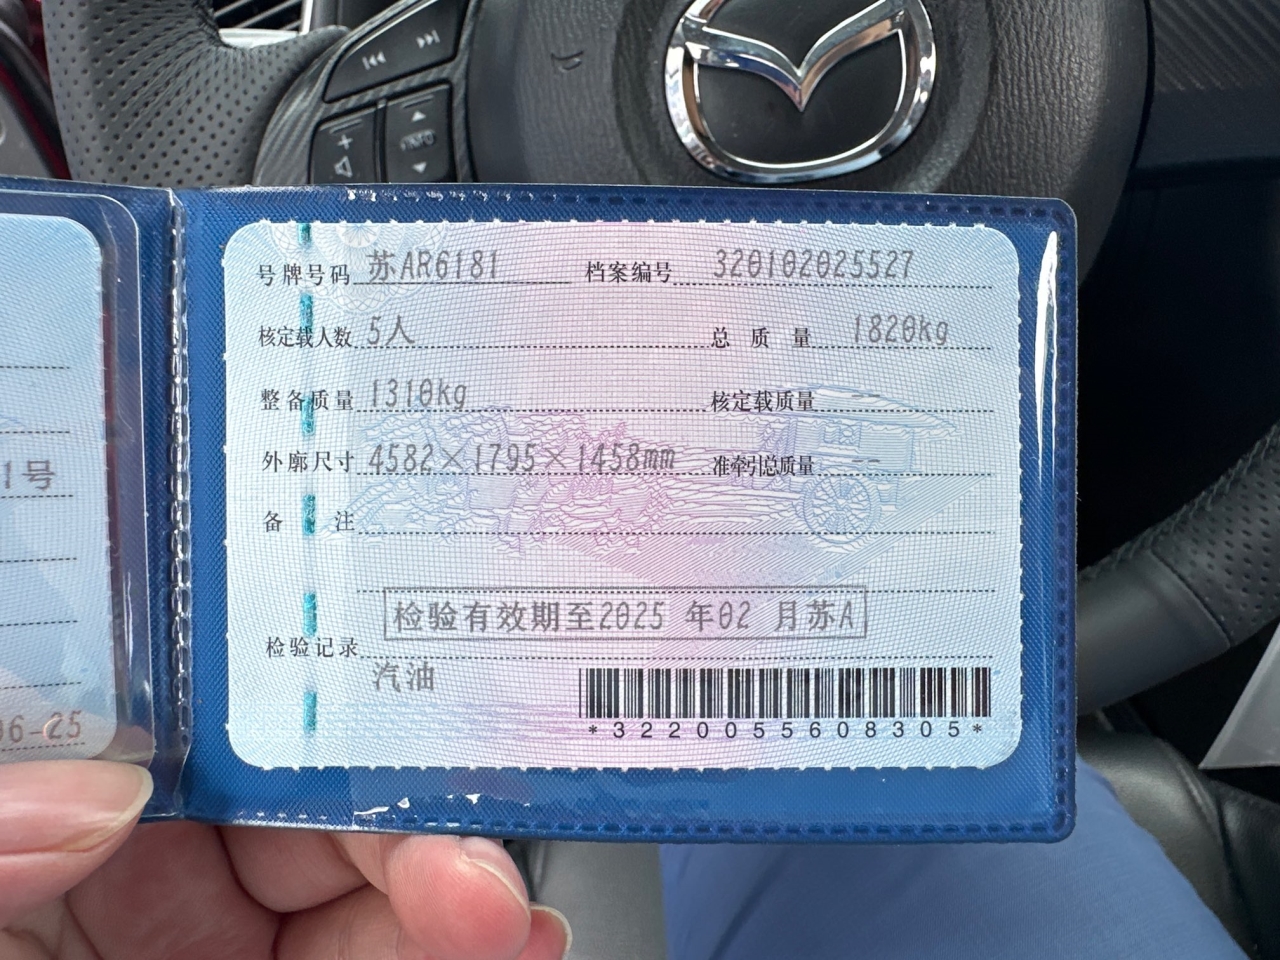 INFO
号牌号码 苏AR6181 档案编号 320102025527
核定载人数 5人 总质量 1820kg
整备质量 1310kg 核定载质量 --
外廓尺寸 4582×1795×1458mm 准牵引总质量 --
备注
检验有效期至2025 年02 月苏A
检验记录
汽油
*3220055608305*
1号
06-25